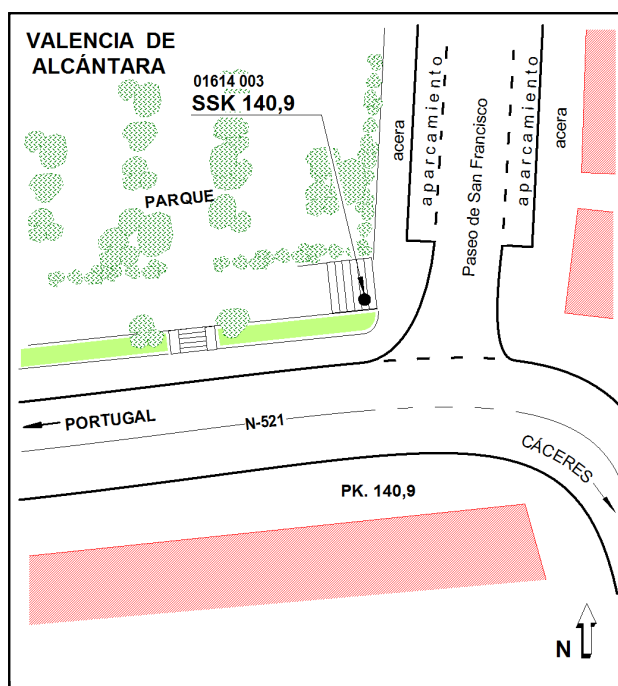 VALENCIA DE
ALCÁNTARA
01614 003
SSK 140,9
PARQUE
acera
aparcamiento
Paseo de San Francisco
aparcamiento
acera
PORTUGAL
N-521
CÁCERES
PK. 140,9
N